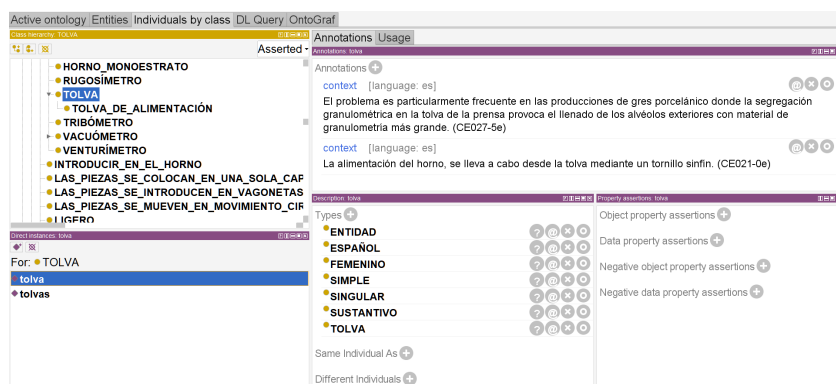 Active ontology Entities Individuals by class DL Query OntoGraf
Class hierarchy: TOLVA
Asserted
HORNO_MONOESTRATO
RUGOSÍMETRO
TOLVA
TOLVA_DE_ALIMENTACIÓN
TRIBÓMETRO
VACUÓMETRO
VENTURÍMETRO
INTRODUCIR_EN_EL_HORNO
LAS_PIEZAS_SE_COLOCAN_EN_UNA_SOLA_CAP
LAS_PIEZAS_SE_INTRODUCEN_EN_VAGONETAS
LAS_PIEZAS_SE_MUEVEN_EN_MOVIMIENTO_CIR
LIGERO
Direct instances: tolva
For: TOLVA
tolva
tolvas
Annotations Usage
Annotations: tolva
Annotations
context [language: es]
El problema es particularmente frecuente en las producciones de gres porcelánico donde la segregación
granulométrica en la tolva de la prensa provoca el llenado de los alvéolos exteriores con material de
granulometría más grande. (CE027-5e)
context [language: es]
La alimentación del horno, se lleva a cabo desde la tolva mediante un tornillo sinfin. (CE021-0e)
Description: tolva
Types
ENTIDAD
ESPAÑOL
FEMENINO
SIMPLE
SINGULAR
SUSTANTIVO
TOLVA
Same Individual As
Different Individuals
Property assertions: tolva
Object property assertions
Data property assertions
Negative object property assertions
Negative data property assertions